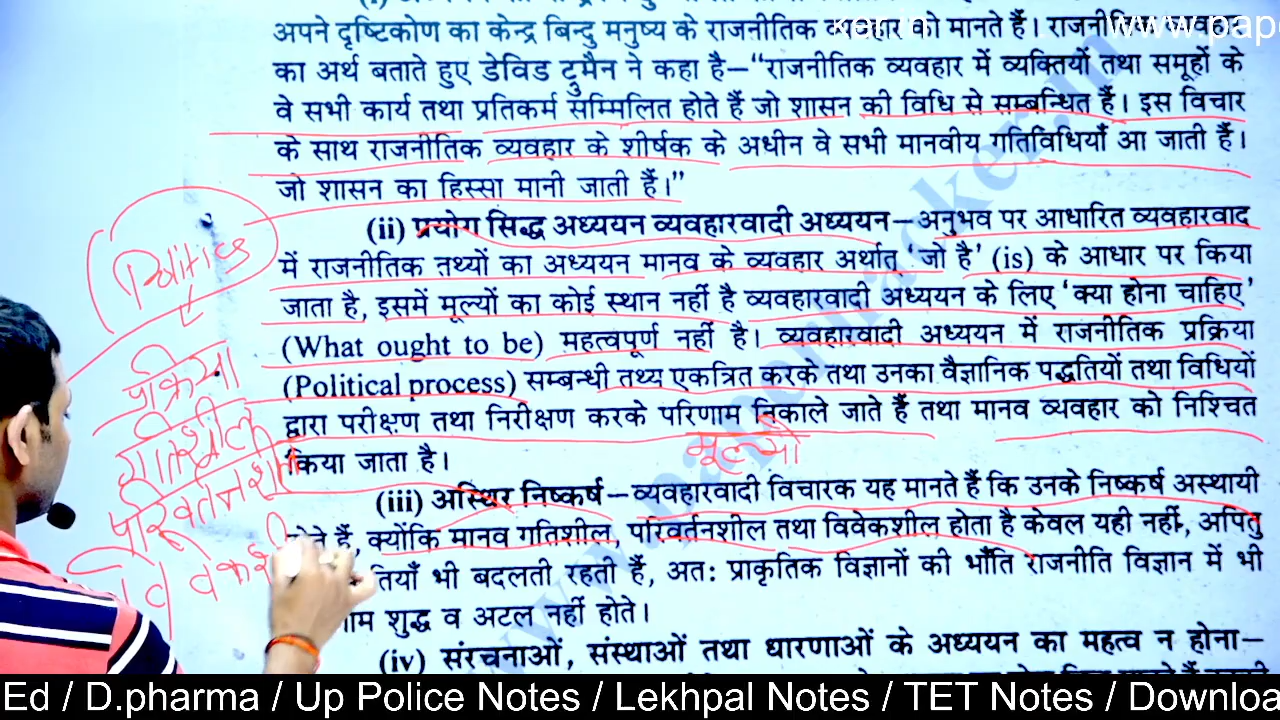 अपने दृष्टिकोण का केन्द्र बिन्दु मनुष्य के राजनीतिक व्यवहार को मानते हैं। राजनीतिक व्यवहार
का अर्थ बताते हुए डेविड ट्रुमैन ने कहा है–“राजनीतिक व्यवहार में व्यक्तियों तथा समूहों के
वे सभी कार्य तथा प्रतिकर्म सम्मिलित होते हैं जो शासन की विधि से सम्बन्धित हैं। इस विचार
के साथ राजनीतिक व्यवहार के शीर्षक के अधीन वे सभी मानवीय गतिविधियाँ आ जाती हैं।
जो शासन का हिस्सा मानी जाती हैं।”
(ii) प्रयोग सिद्ध अध्ययन व्यवहारवादी अध्ययन–अनुभव पर आधारित व्यवहारवाद
में राजनीतिक तथ्यों का अध्ययन मानव के व्यवहार अर्थात् ‘जो है’ (is) के आधार पर किया
जाता है, इसमें मूल्यों का कोई स्थान नहीं है व्यवहारवादी अध्ययन के लिए ‘क्या होना चाहिए’
(What ought to be) महत्वपूर्ण नहीं है। व्यवहारवादी अध्ययन में राजनीतिक प्रक्रिया
(Political process) सम्बन्धी तथ्य एकत्रित करके तथा उनका वैज्ञानिक पद्धतियों तथा विधियों
द्वारा परीक्षण तथा निरीक्षण करके परिणाम निकाले जाते हैं तथा मानव व्यवहार को निश्चित
किया जाता है।
मूल्यो
(iii) अस्थिर निष्कर्ष–व्यवहारवादी विचारक यह मानते हैं कि उनके निष्कर्ष अस्थायी
होते हैं, क्योंकि मानव गतिशील, परिवर्तनशील तथा विवेकशील होता है केवल यही नहीं, अपितु
भी बदलती रहती हैं, अतः प्राकृतिक विज्ञानों की भाँति राजनीति विज्ञान में भी
शुद्ध व अटल नहीं होते।
(iv) संरचनाओं, संस्थाओं तथा धारणाओं के अध्ययन का महत्व न होना–
Politics
प्रक्रिया
गतिशील
परिवर्तनशील
www.pap
Ed / D.pharma / Up Police Notes / Lekhpal Notes / TET Notes /